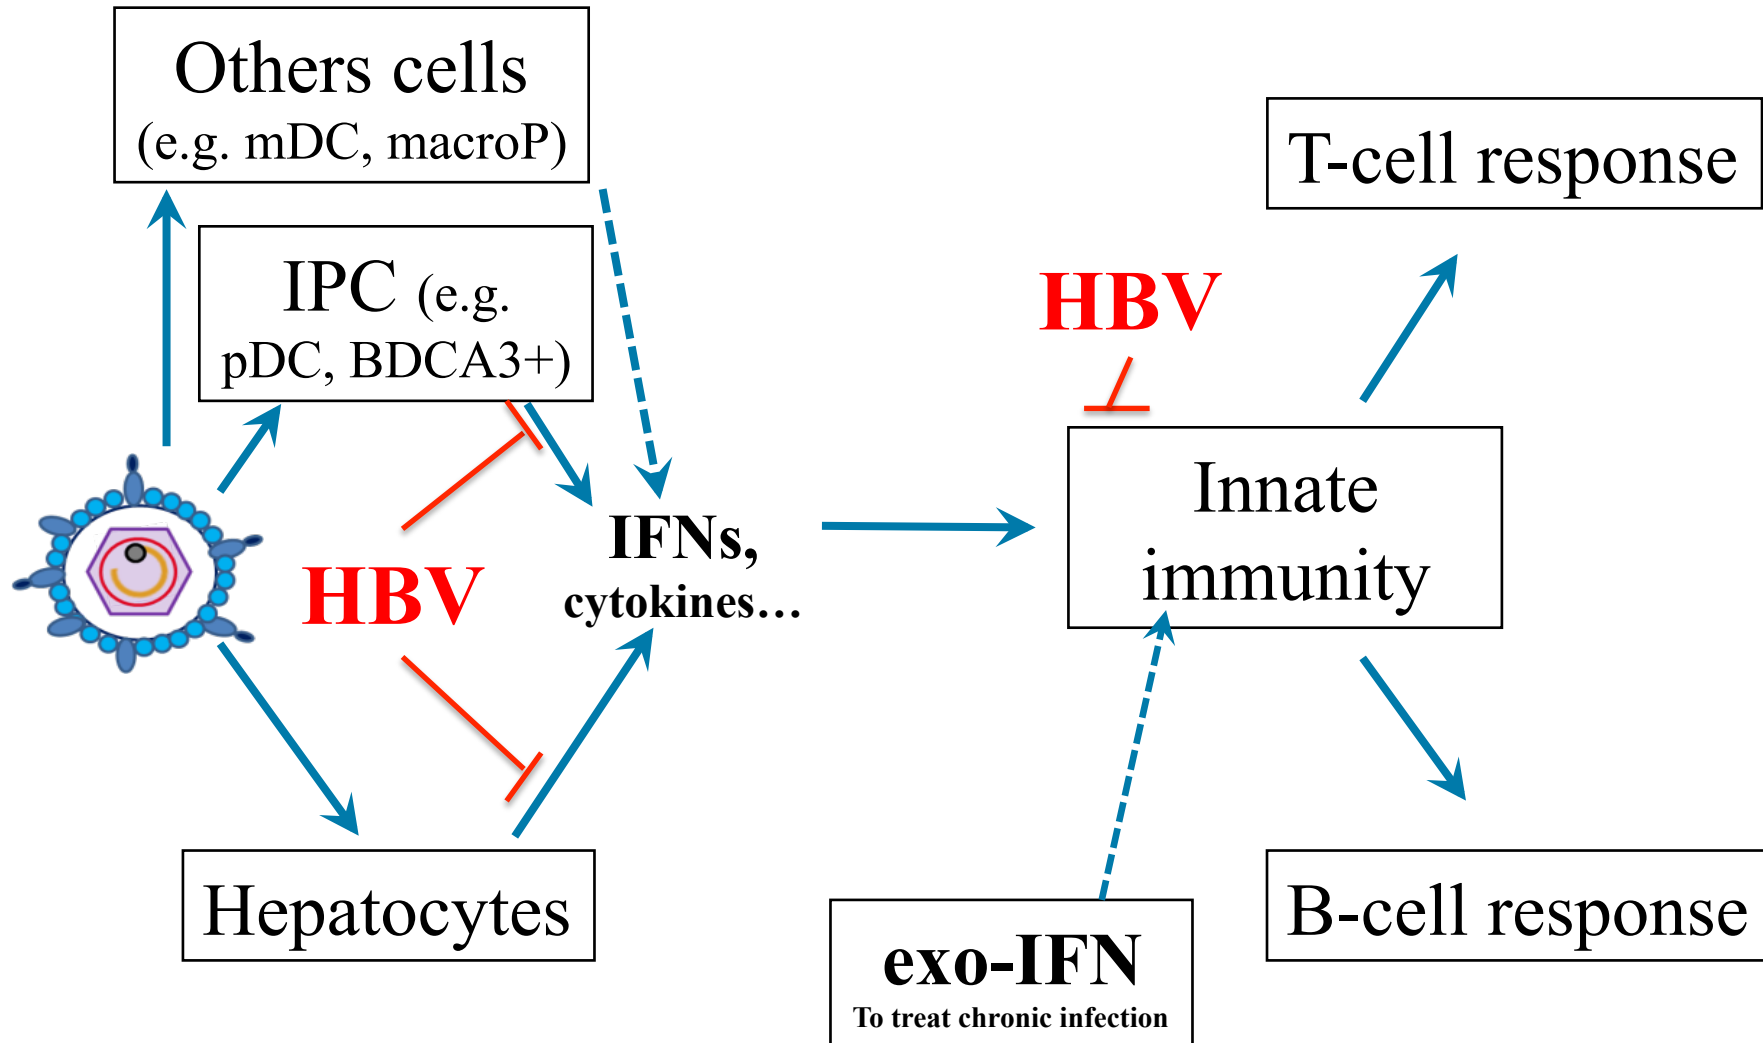 Others cells
(e.g. mDC, macroP)
IPC (e.g.
pDC, BDCA3+)
HBV
IFNs,
cytokines…
Hepatocytes
HBV
Innate
immunity
exo-IFN
To treat chronic infection
T-cell response
B-cell response